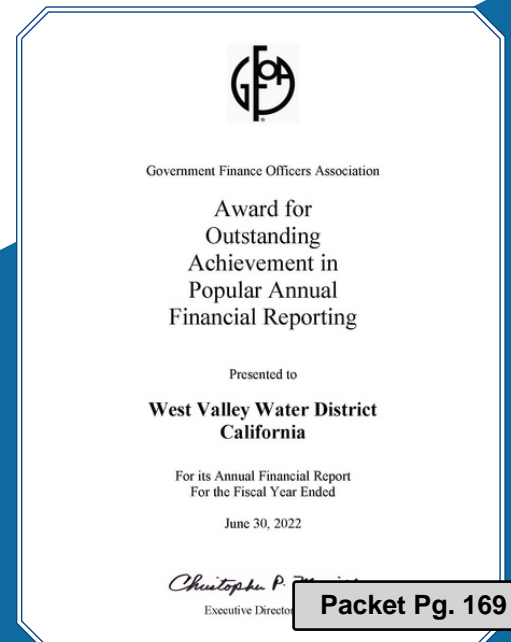 GFOA
Government Finance Officers Association
Award for
Outstanding
Achievement in
Popular Annual
Financial Reporting
Presented to
West Valley Water District
California
For its Annual Financial Report
For the Fiscal Year Ended
June 30, 2022
Christopher P.
Executive Director
Packet Pg. 169